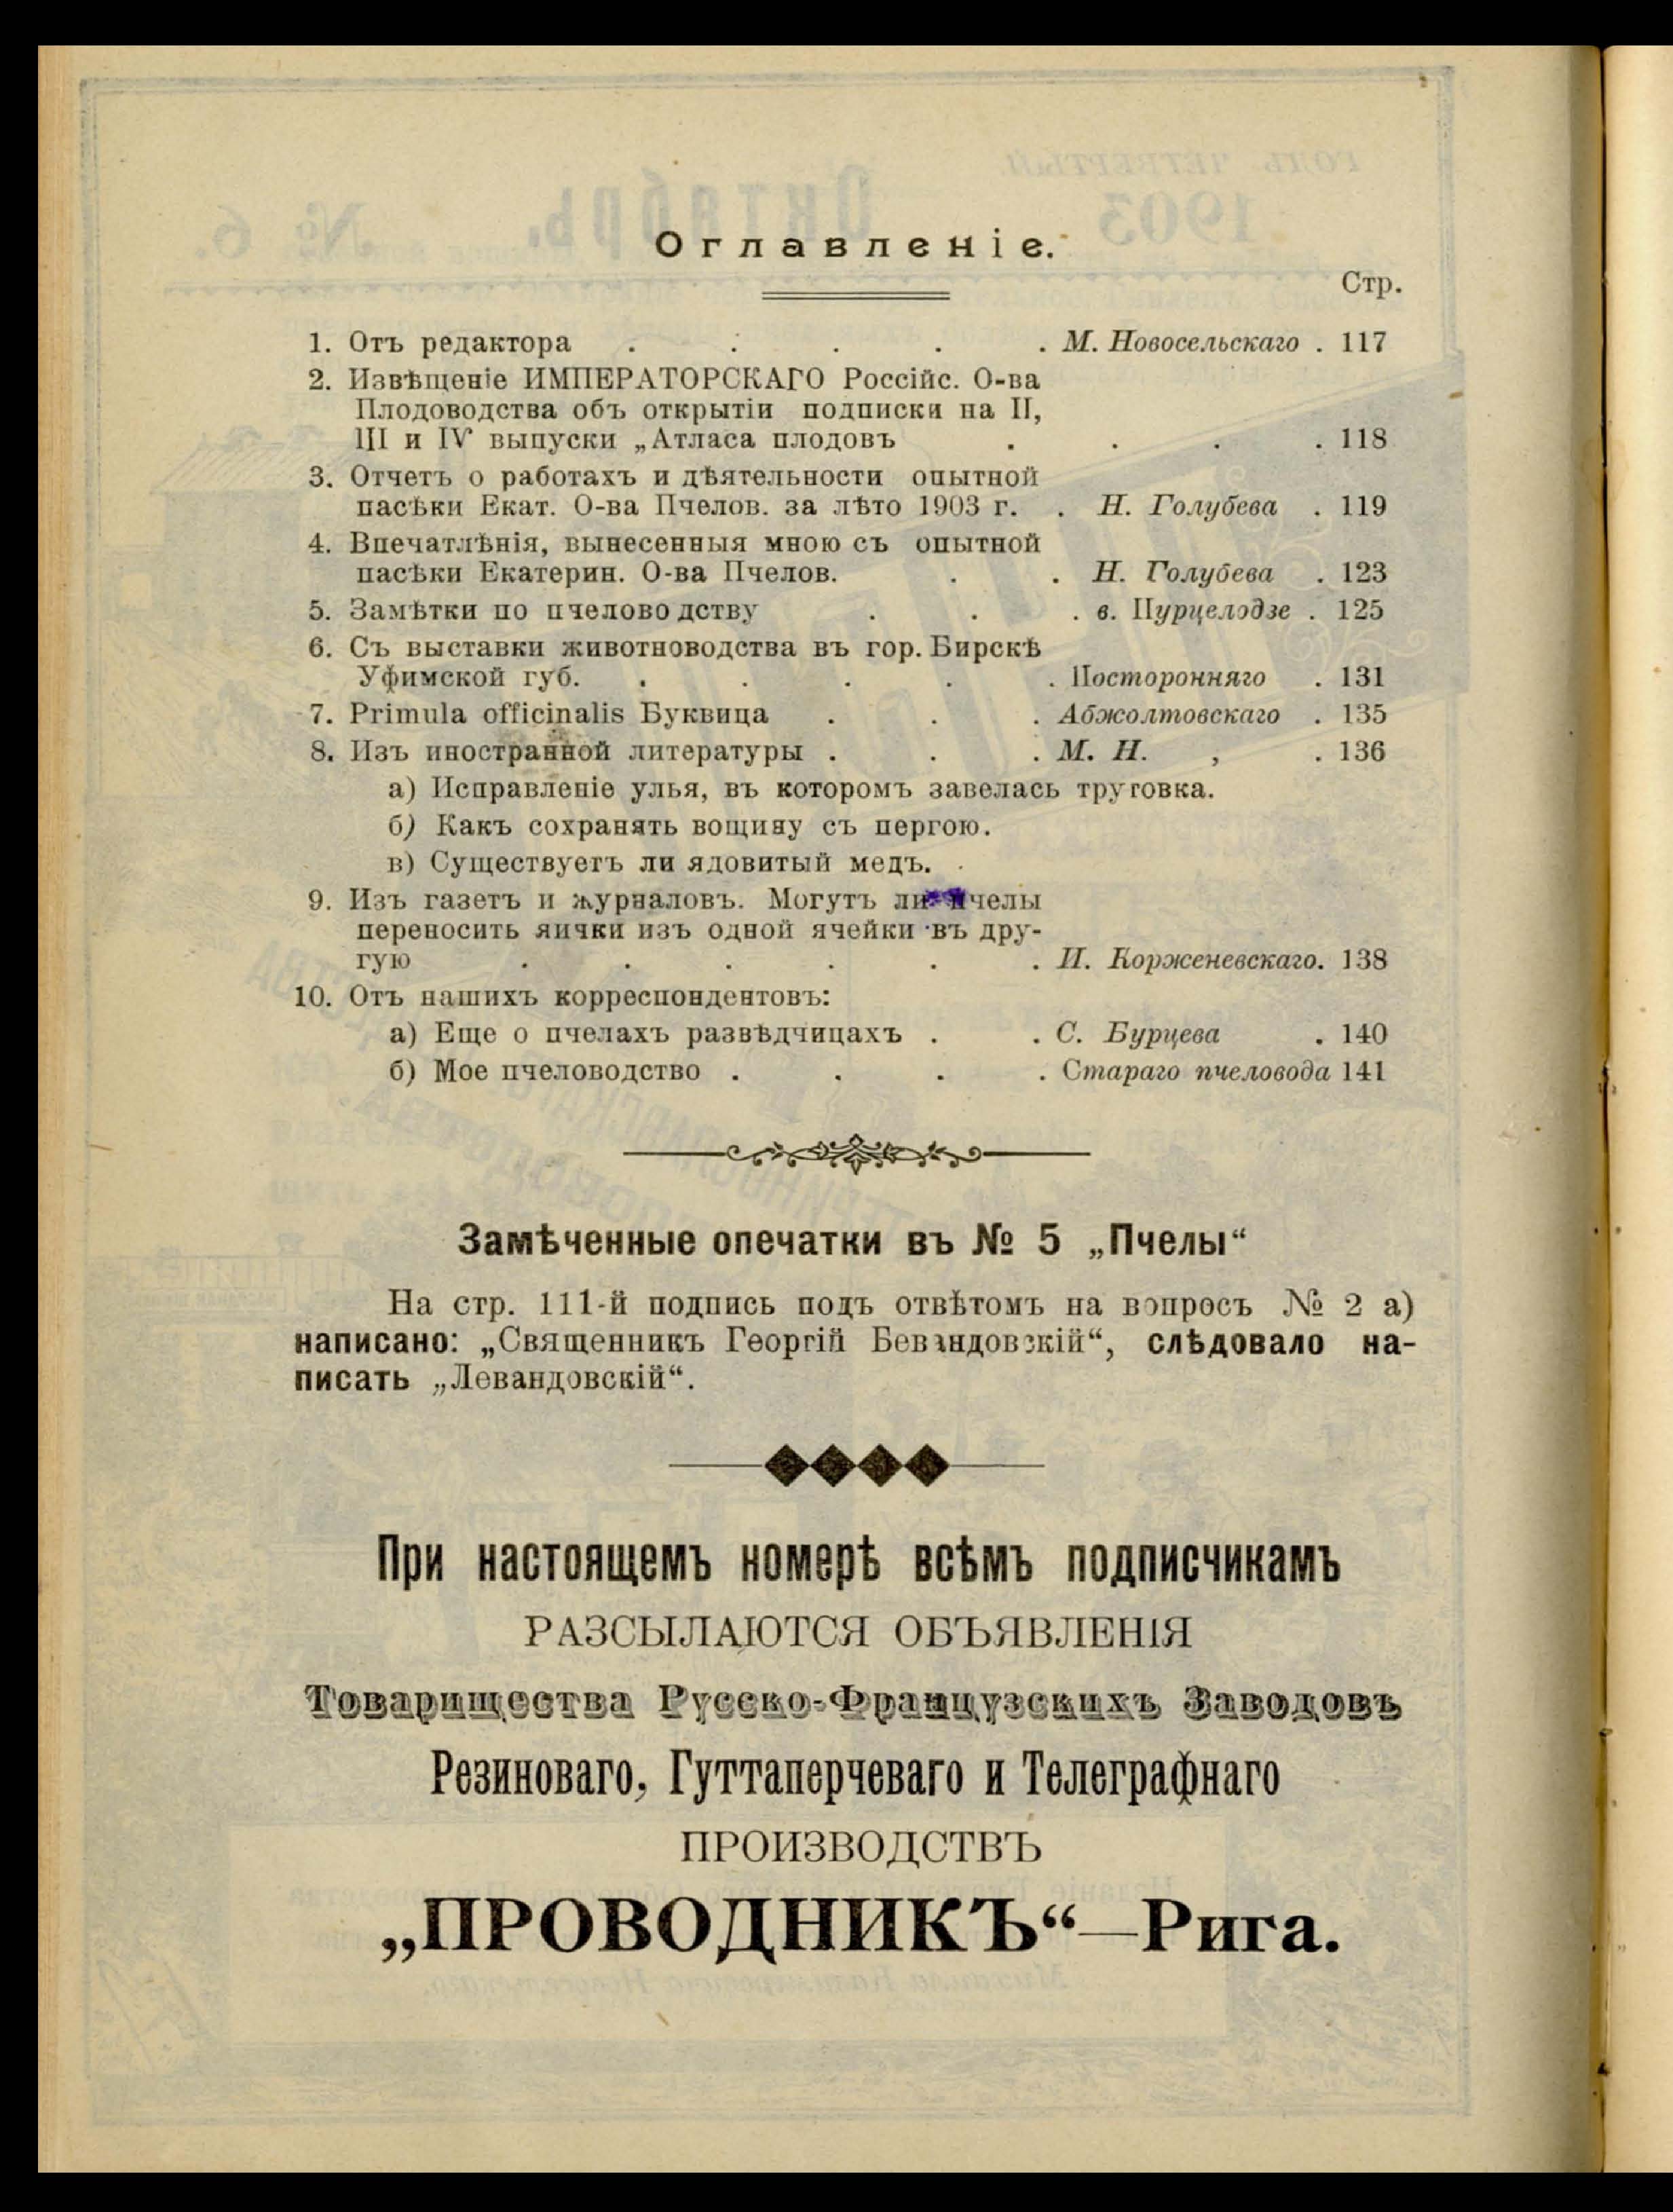 Оглавленіе.
Стр.
1. Отъ редактора . . . . . М. Новосельскаго . 117
2. Извѣщеніе ИМПЕРАТОРСКАГО Россійс. О-ва
Плодоводства объ открытіи подписки на II,
III и IV выпуски „Атласа плодовъ . . . . 118
3. Отчетъ о работахъ и дѣятельности опытной
пасѣки Екат. О-ва Пчелов. за лѣто 1903 г. . Н. Голубева . 119
4. Впечатлѣнія, вынесенныя мною съ опытной
пасѣки Екатерин. О-ва Пчелов. . . Н. Голубева . 123
5. Замѣтки по пчеловодству . . . в. Пурцелодзе . 125
6. Съ выставки животноводства въ гор. Бирскѣ
Уфимской губ. . . . . . Посторонняго . 131
7. Primula officinalis Буквица . . . Абжолтовскаго . 135
8. Изъ иностранной литературы . . . М. Н. , . 136
а) Исправленіе улья, въ которомъ завелась трутовка.
б) Какъ сохранять вощину съ пергою.
в) Существуетъ ли ядовитый медъ.
9. Изъ газетъ и журналовъ. Могутъ ли пчелы
переносить яички изъ одной ячейки въ дру-
гую . . . . . . И. Корженевскаго. 138
10. Отъ нашихъ корреспондентовъ:
а) Еще о пчелахъ развѣдчицахъ . . С. Бурцева . 140
б) Мое пчеловодство . . . . Стараго пчеловода 141
Замѣченные опечатки въ № 5 „Пчелы“
На стр. 111-й подпись подъ отвѣтомъ на вопросъ № 2 а)
написано: „Священникъ Георгій Бевандовскій“, слѣдовало на-
писать „Левандовскій“.
При настоящемъ номерѣ всѣмъ подписчикамъ
РАЗСЫЛАЮТСЯ ОБЪЯВЛЕНІЯ
Товарищества Русско-Французскихъ Заводовъ
Резиноваго, Гуттаперчеваго и Телеграфнаго
ПРОИЗВОДСТВЪ
„ПРОВОДНИКЪ“—Рига.